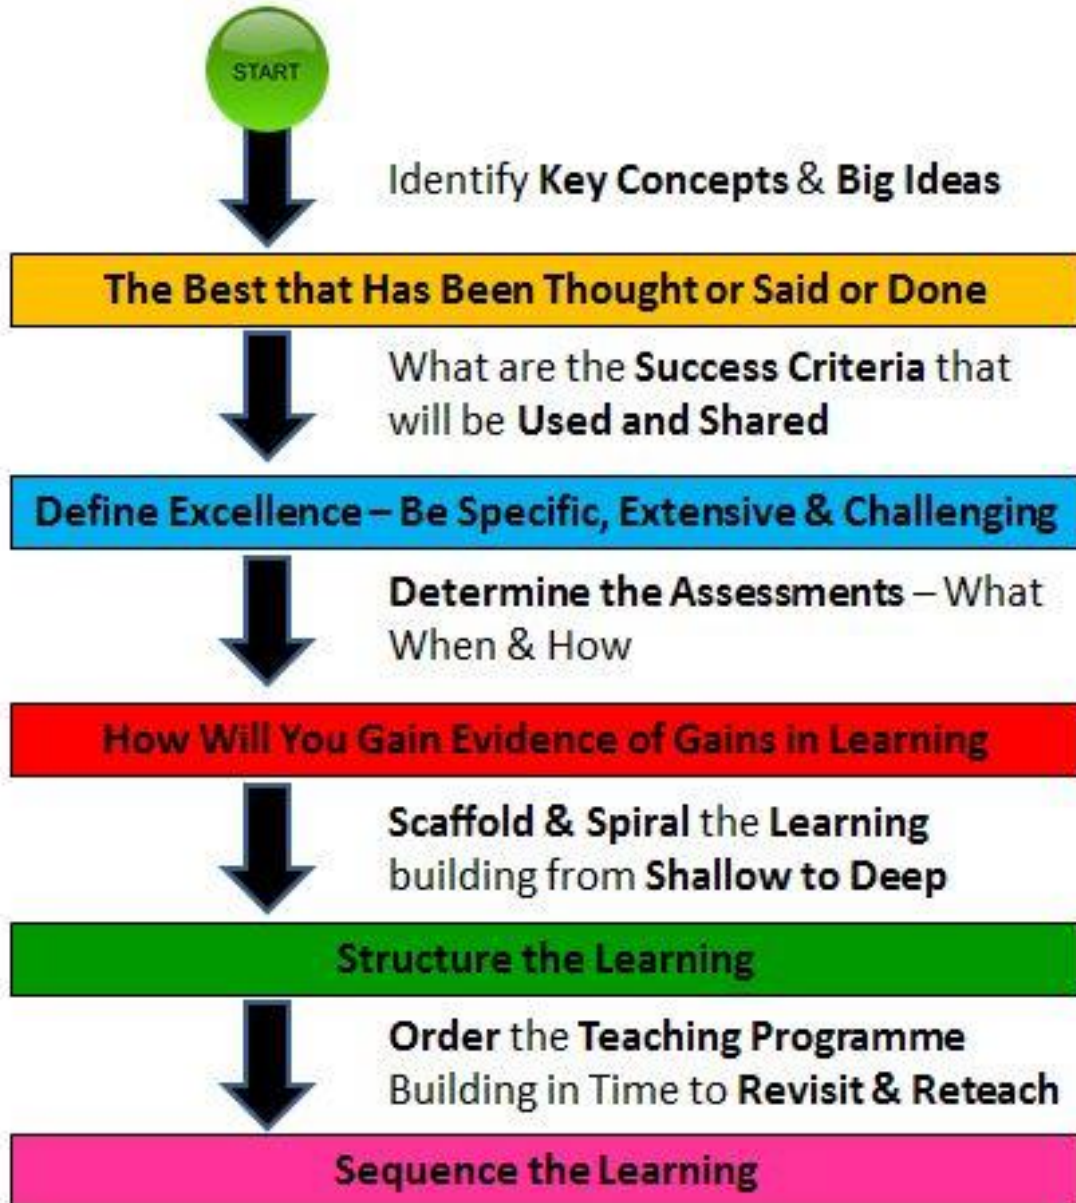 START
Identify Key Concepts & Big Ideas
The Best that Has Been Thought or Said or Done
What are the Success Criteria that
will be Used and Shared
Define Excellence – Be Specific, Extensive & Challenging
Determine the Assessments – What
When & How
How Will You Gain Evidence of Gains in Learning
Scaffold & Spiral the Learning
building from Shallow to Deep
Structure the Learning
Order the Teaching Programme
Building in Time to Revisit & Reteach
Sequence the Learning